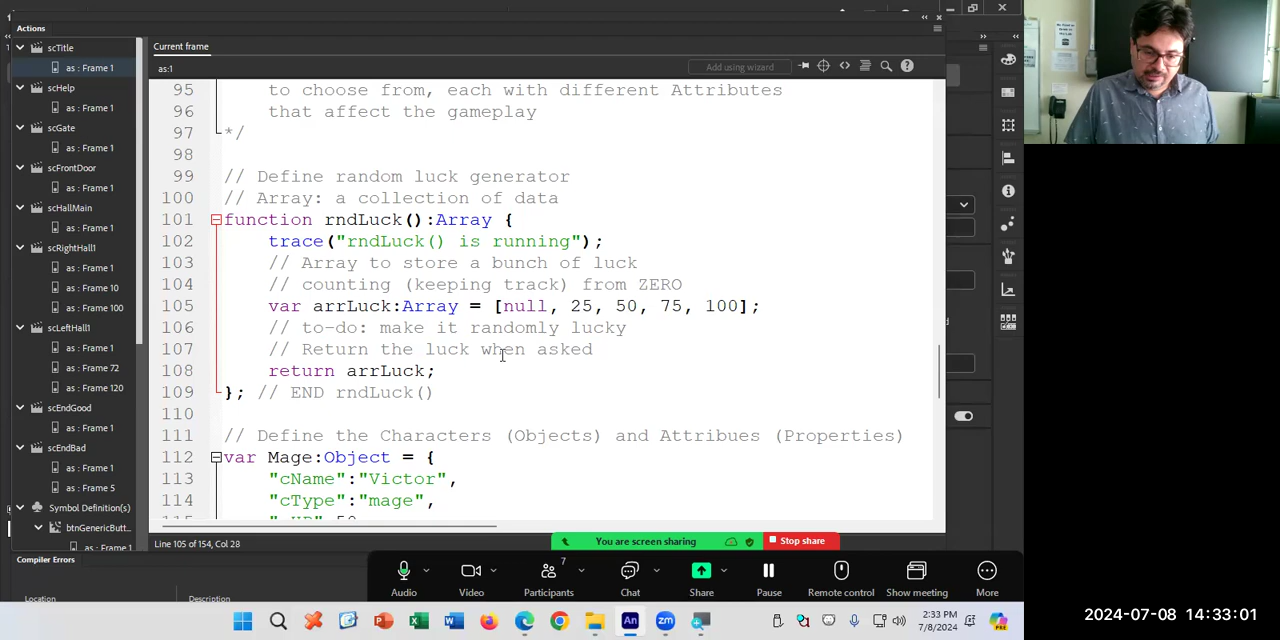 Actions
Current frame
scTitle
as : Frame 1
as:1
Add using wizard
scHelp
as : Frame 1
scGate
as : Frame 1
scFrontDoor
as : Frame 1
scHallMain
as : Frame 1
scRightHall1
as : Frame 1
as : Frame 10
as : Frame 100
scLeftHall1
as : Frame 1
as : Frame 72
as : Frame 120
scEndGood
as : Frame 1
scEndBad
as : Frame 1
as : Frame 5
Symbol Definition(s)
btnGenericButt...
as : Frame 1
95 to choose from, each with different Attributes
96 that affect the gameplay
97 */
98
99 // Define random luck generator
100 // Array: a collection of data
101 function rndLuck():Array {
102 trace("rndLuck() is running");
103 // Array to store a bunch of luck
104 // counting (keeping track) from ZERO
105 var arrLuck:Array = [null, 25, 50, 75, 100];
106 // to-do: make it randomly lucky
107 // Return the luck when asked
108 return arrLuck;
109 }; // END rndLuck()
110
111 // Define the Characters (Objects) and Attribues (Properties)
112 var Mage:Object = {
113 "cName":"Victor",
114 "cType":"mage",
Line 105 of 154, Col 28
You are screen sharing
Stop share
Compiler Errors
Location
Description
7
Audio
Video
Participants
Chat
Share
Pause
Remote control
Show meeting
More
2:33 PM
7/8/2024
2024-07-08 14:33:01